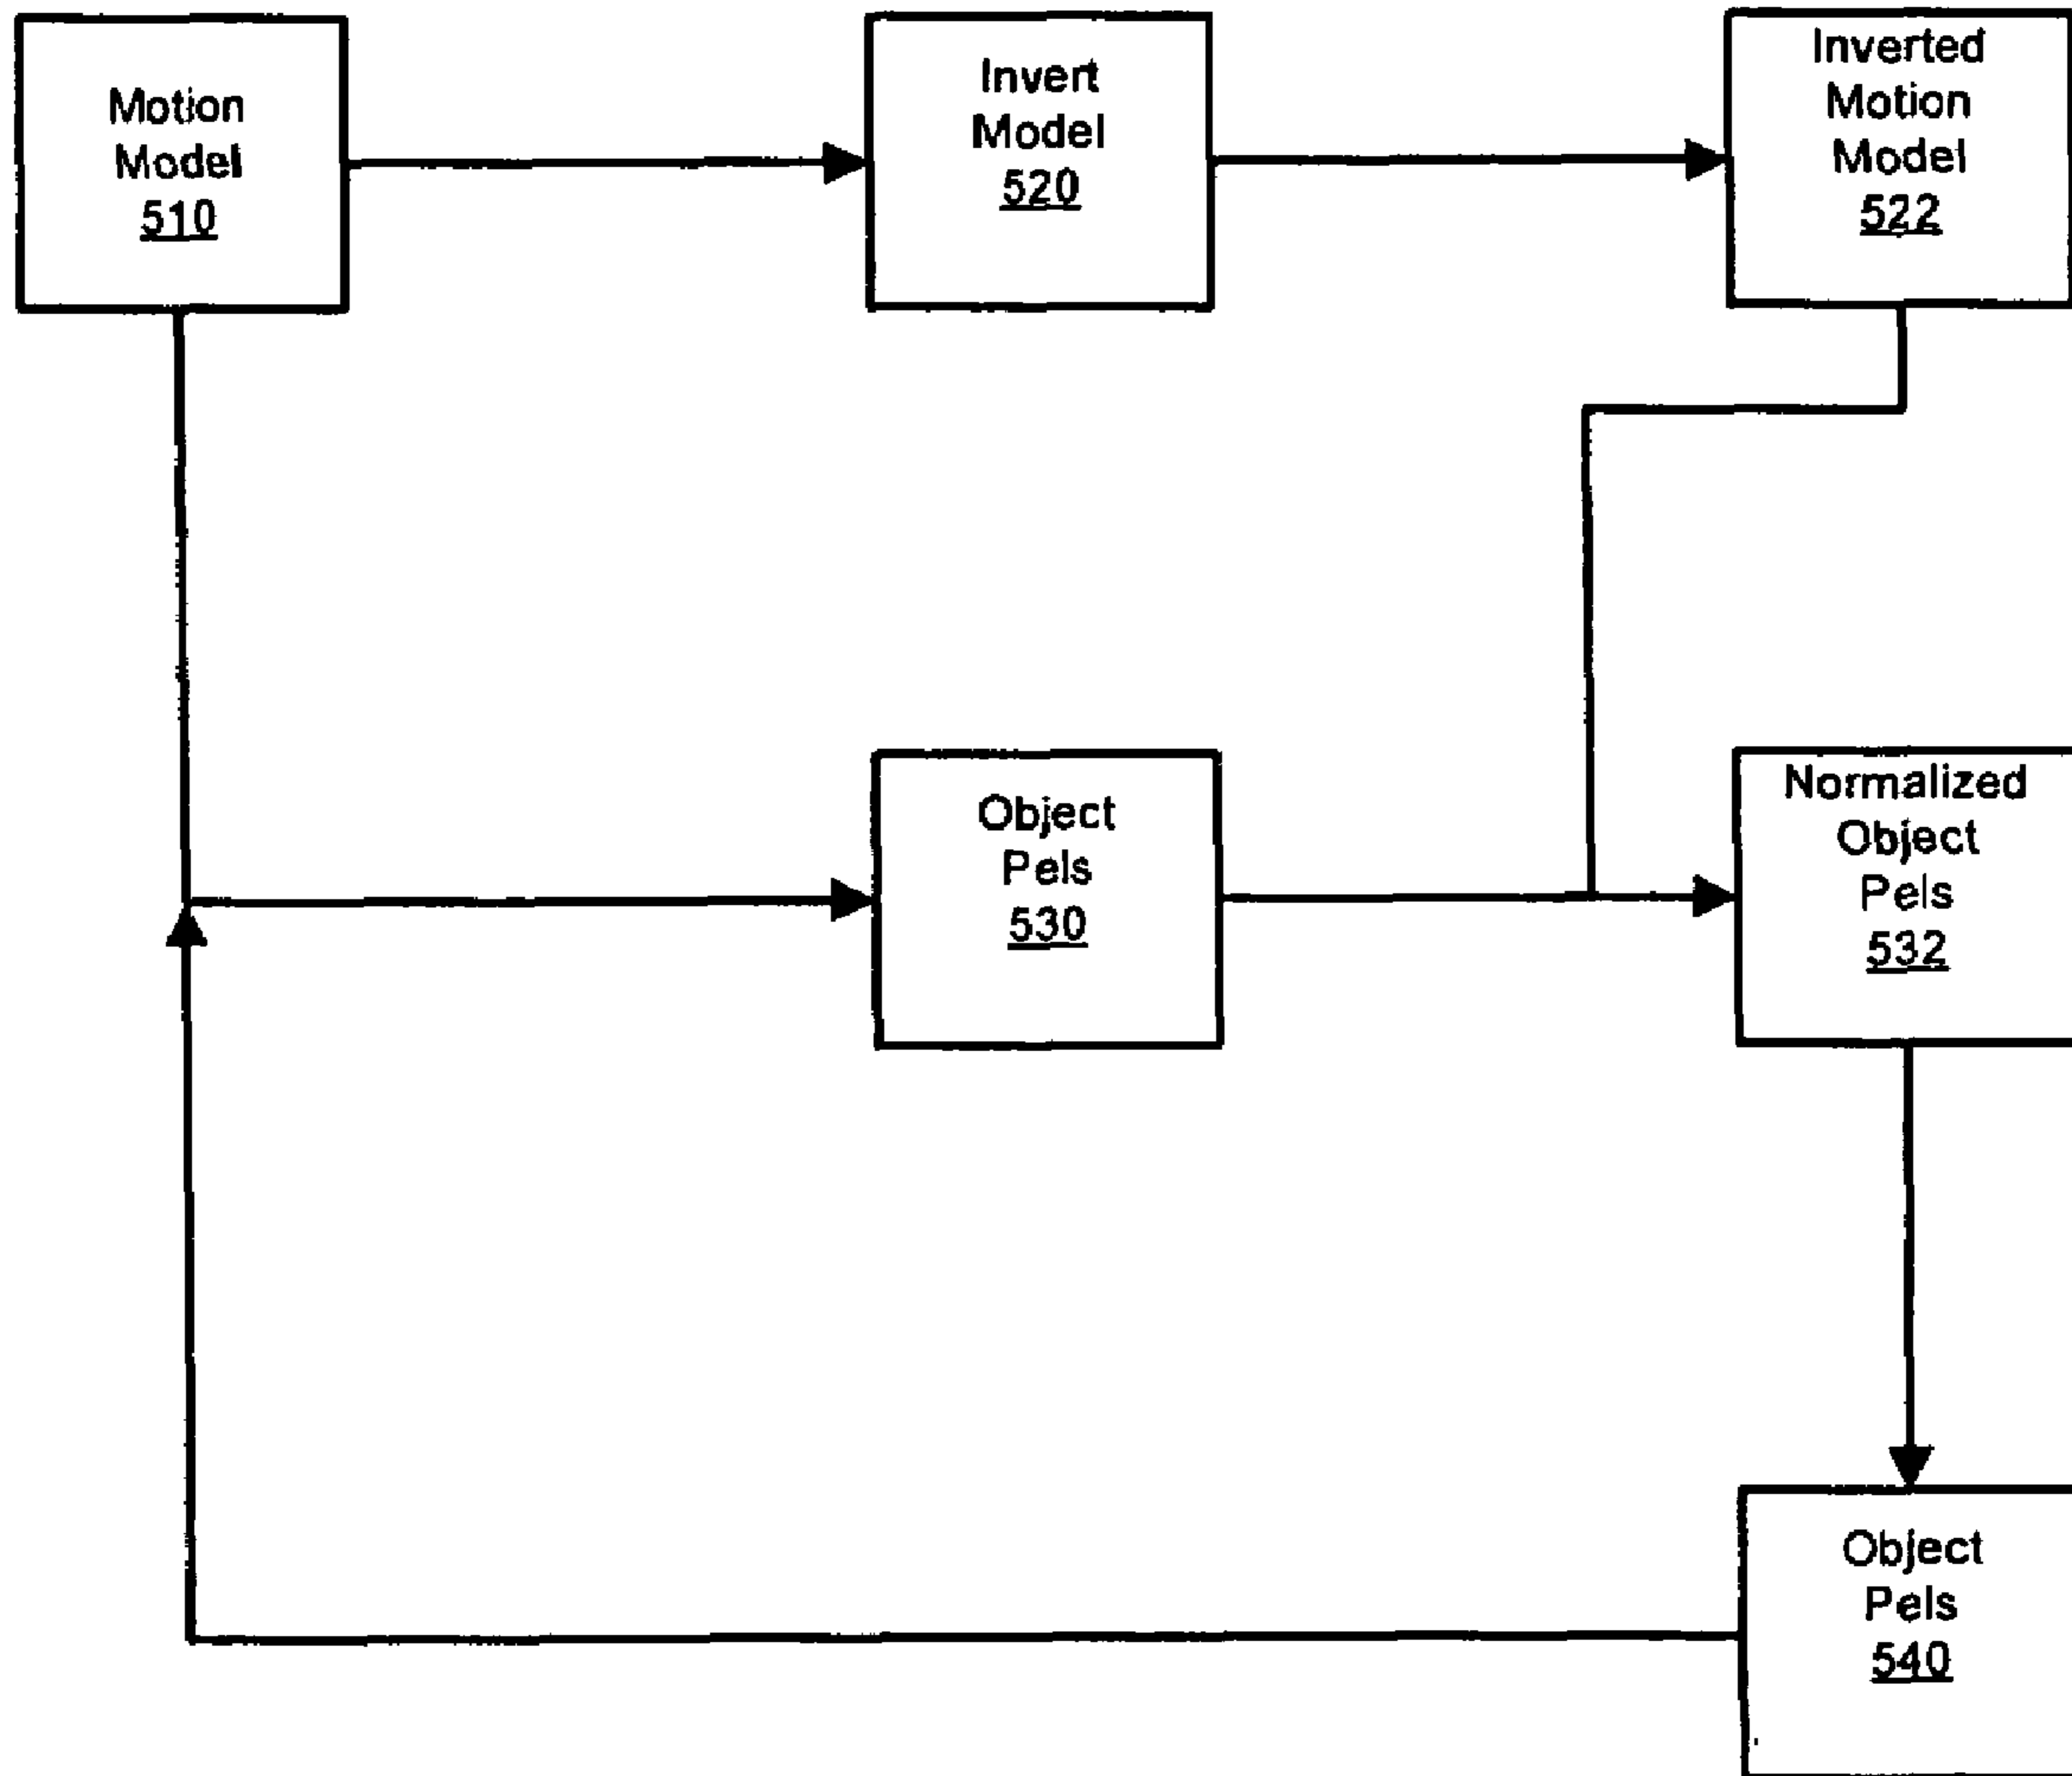 Motion
Model
510
Invert
Model
520
Inverted
Motion
Model
522
Object
Pels
530
Normalized
Object
Pels
532
Object
Pels
540